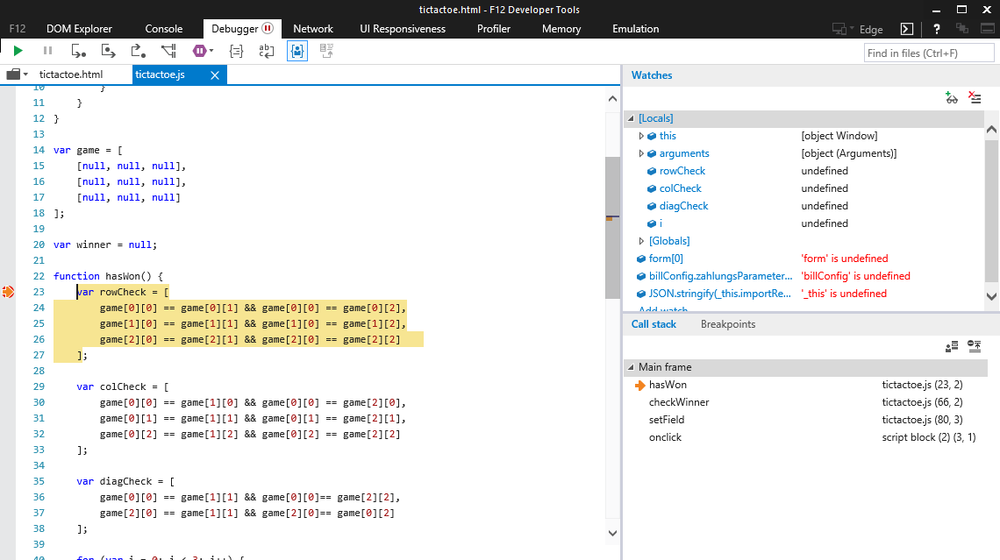 tictactoe.html - F12 Developer Tools
F12 DOM Explorer Console Debugger Network UI Responsiveness Profiler Memory Emulation Edge ?
Find in files (Ctrl+F)
tictactoe.html tictactoe.js
10 }
11 }
12 }
13
14 var game = [
15 [null, null, null],
16 [null, null, null],
17 [null, null, null]
18 ];
19
20 var winner = null;
21
22 function hasWon() {
23 var rowCheck = [
24 game[0][0] == game[0][1] && game[0][0] == game[0][2],
25 game[1][0] == game[1][1] && game[1][0] == game[1][2],
26 game[2][0] == game[2][1] && game[2][0] == game[2][2]
27 ];
28
29 var colCheck = [
30 game[0][0] == game[1][0] && game[0][0] == game[2][0],
31 game[0][1] == game[1][1] && game[0][1] == game[2][1],
32 game[0][2] == game[1][2] && game[0][2] == game[2][2]
33 ];
34
35 var diagCheck = [
36 game[0][0] == game[1][1] && game[0][0]== game[2][2],
37 game[2][0] == game[1][1] && game[2][0]== game[0][2]
38 ];
39
40 for (var i = 0; i < 3; i++) {
Watches
[Locals]
this [object Window]
arguments [object (Arguments)]
rowCheck undefined
colCheck undefined
diagCheck undefined
i undefined
[Globals]
form[0] 'form' is undefined
billConfig.zahlungsParameter... 'billConfig' is undefined
JSON.stringify(_this.importRe... '_this' is undefined
Add watch
Call stack Breakpoints
Main frame
hasWon tictactoe.js (23, 2)
checkWinner tictactoe.js (66, 2)
setField tictactoe.js (80, 3)
onclick script block (2) (3, 1)